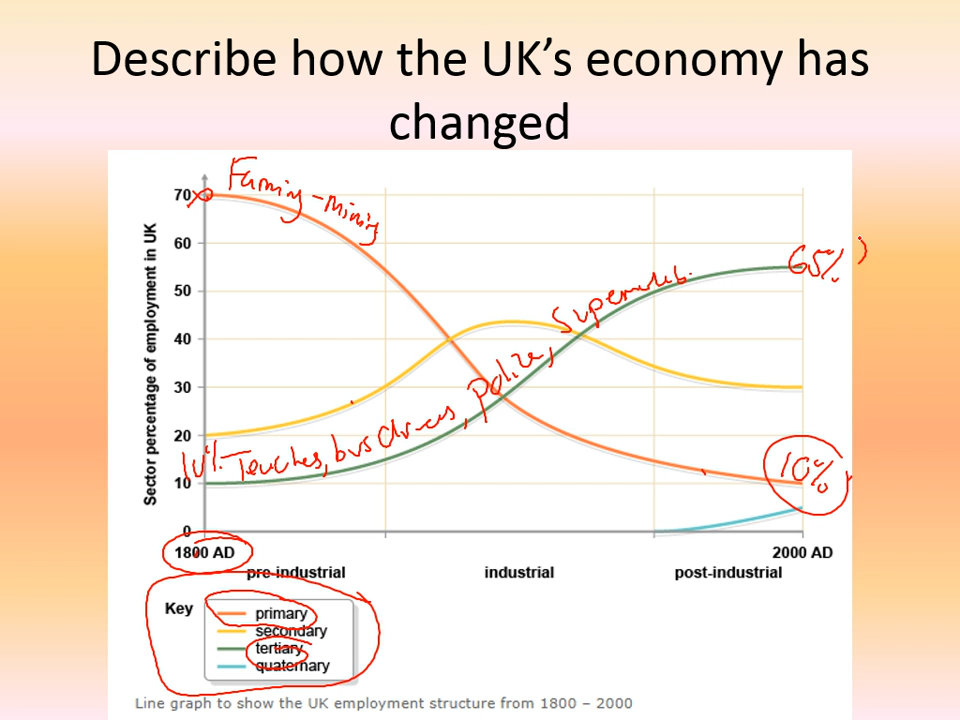 Describe how the UK's economy has
changed
70
Farming - mining
60
50
40
30
20
10
0
Sector percentage of employment in UK
65%
Police,
10% Teachers, bus drivers,
10%
1800 AD
2000 AD
pre-industrial
industrial
post-industrial
Key
primary
secondary
tertiary
quaternary
Line graph to show the UK employment structure from 1800 – 2000